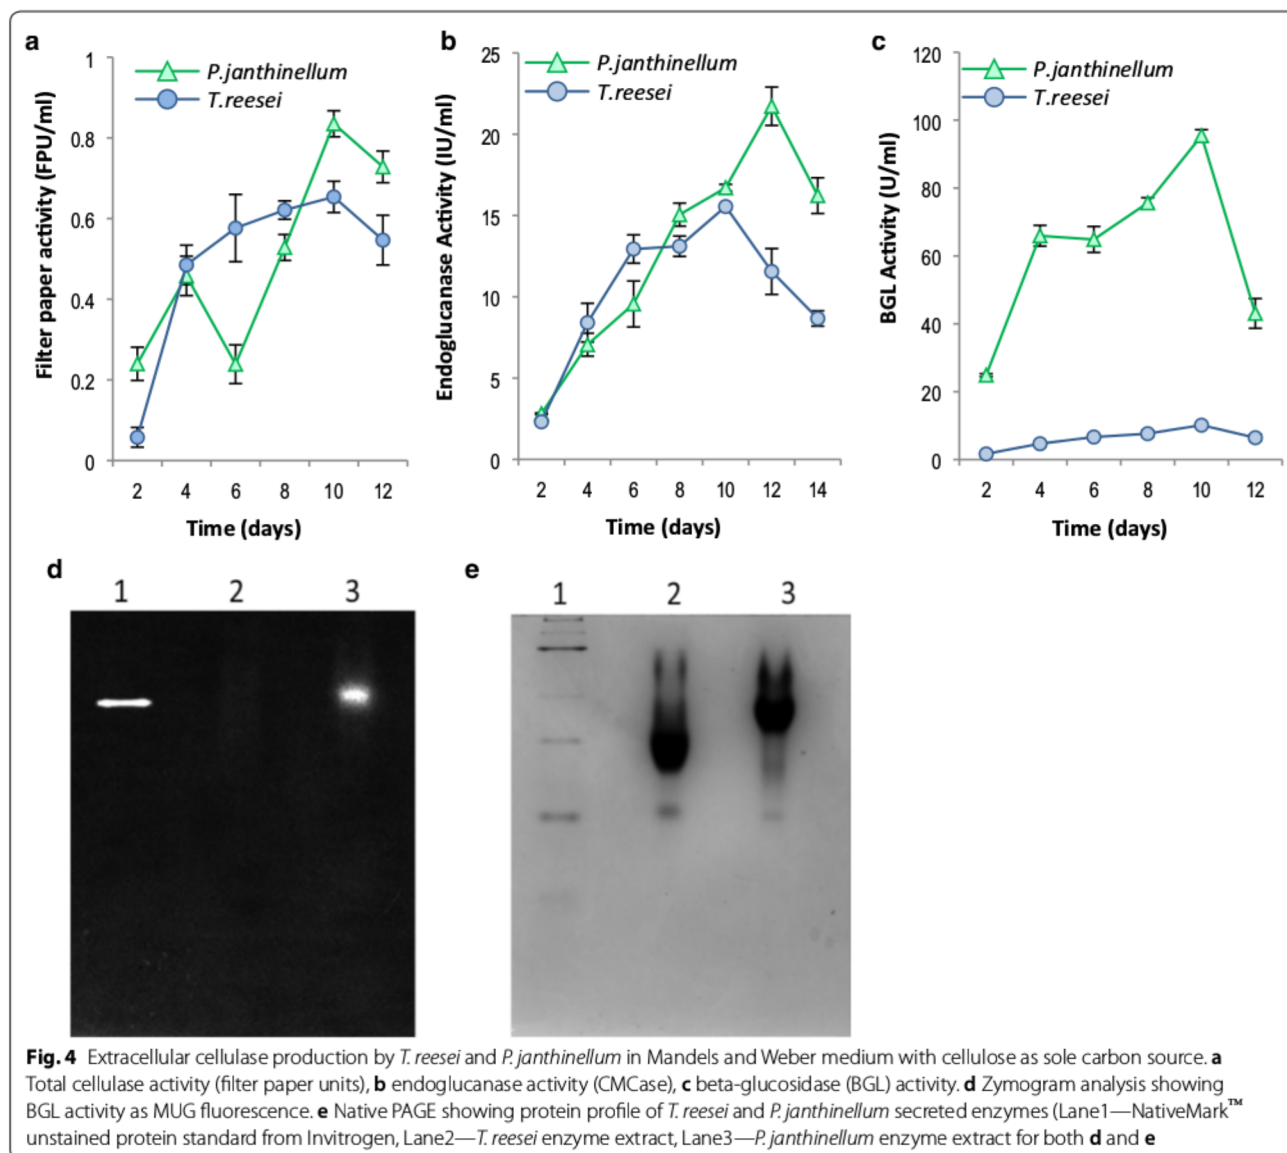 a
Filter paper activity (FPU/ml)
1
0.8
0.6
0.4
0.2
0
P.janthinellum
T.reesei
2 4 6 8 10 12
Time (days)
b
Endoglucanase Activity (IU/ml)
25
20
15
10
5
0
P.janthinellum
T.reesei
2 4 6 8 10 12 14
Time (days)
c
BGL Activity (U/ml)
120
100
80
60
40
20
0
P.janthinellum
T.reesei
2 4 6 8 10 12
Time (days)
d
1 2 3
e
1 2 3
Fig. 4 Extracellular cellulase production by T. reesei and P. janthinellum in Mandels and Weber medium with cellulose as sole carbon source. a
Total cellulase activity (filter paper units), b endoglucanase activity (CMCase), c beta-glucosidase (BGL) activity. d Zymogram analysis showing
BGL activity as MUG fluorescence. e Native PAGE showing protein profile of T. reesei and P. janthinellum secreted enzymes (Lane1—NativeMark™
unstained protein standard from Invitrogen, Lane2—T. reesei enzyme extract, Lane3—P. janthinellum enzyme extract for both d and e